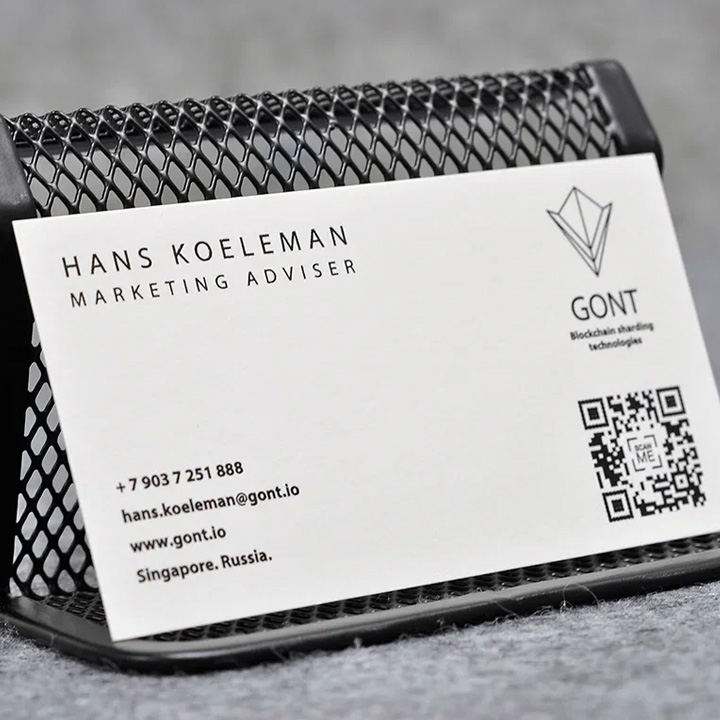 HANS KOELEMAN
MARKETING ADVISER
GONT
Blockchain sharding
technologies
SCAN
ME
+7 903 7 251 888
hans.koeleman@gont.io
www.gont.io
Singapore. Russia.